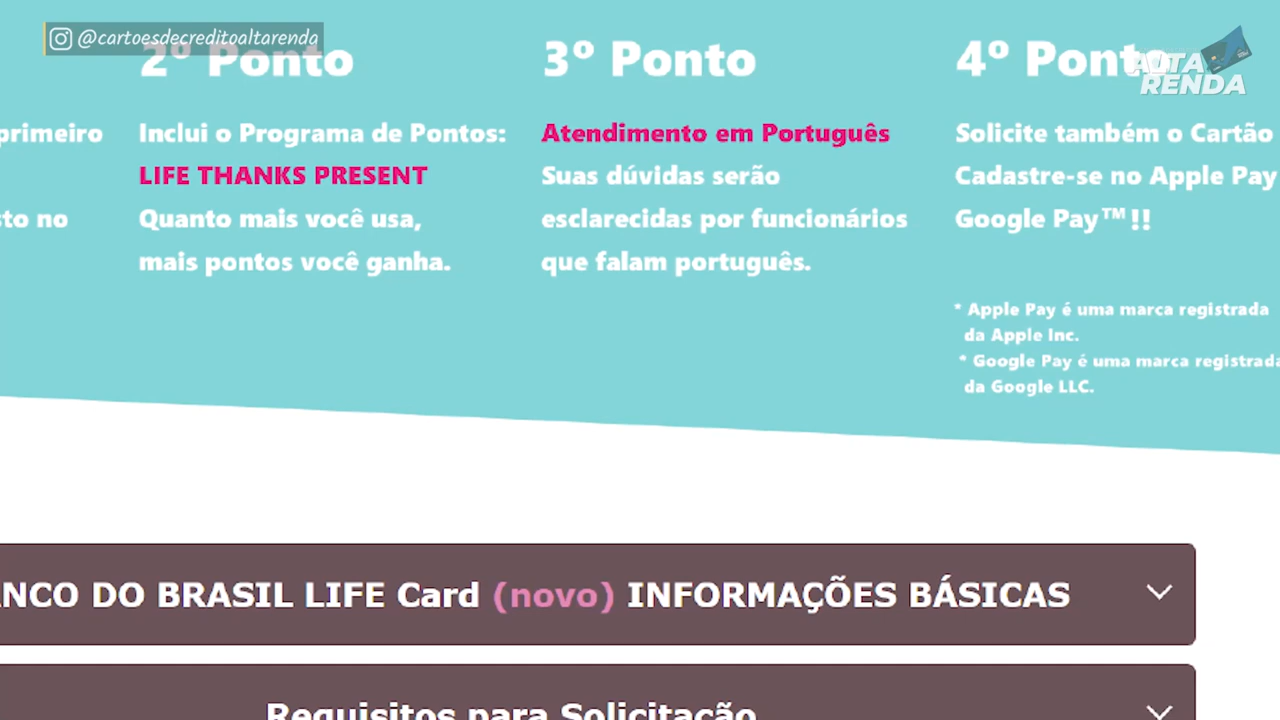 @cartoesdecreditoaltarenda
ALTA
RENDA
primeiro
sto no
2º Ponto
Inclui o Programa de Pontos:
LIFE THANKS PRESENT
Quanto mais você usa,
mais pontos você ganha.
3º Ponto
Atendimento em Português
Suas dúvidas serão
esclarecidas por funcionários
que falam português.
4º Ponto
Solicite também o Cartão
Cadastre-se no Apple Pay
Google Pay™!!
* Apple Pay é uma marca registrada
da Apple Inc.
* Google Pay é uma marca registrada
da Google LLC.
ANCO DO BRASIL LIFE Card (novo) INFORMAÇÕES BÁSICAS
Requisitos para Solicitação